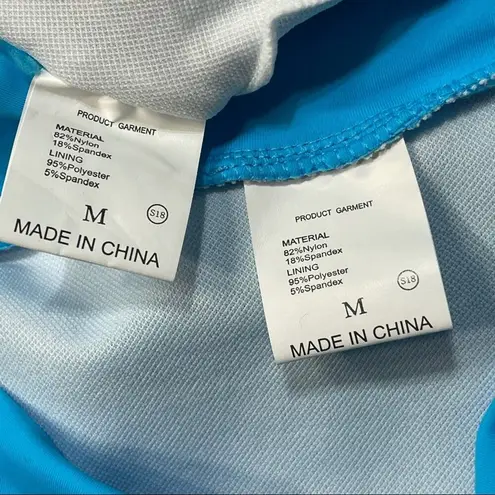 PRODUCT GARMENT
MATERIAL
82%Nylon
18%Spandex
LINING
95%Polyester
5%Spandex
M
S18
MADE IN CHINA
PRODUCT GARMENT
MATERIAL
82%Nylon
18%Spandex
LINING
95%Polyester
5%Spandex
M
S18
MADE IN CHINA